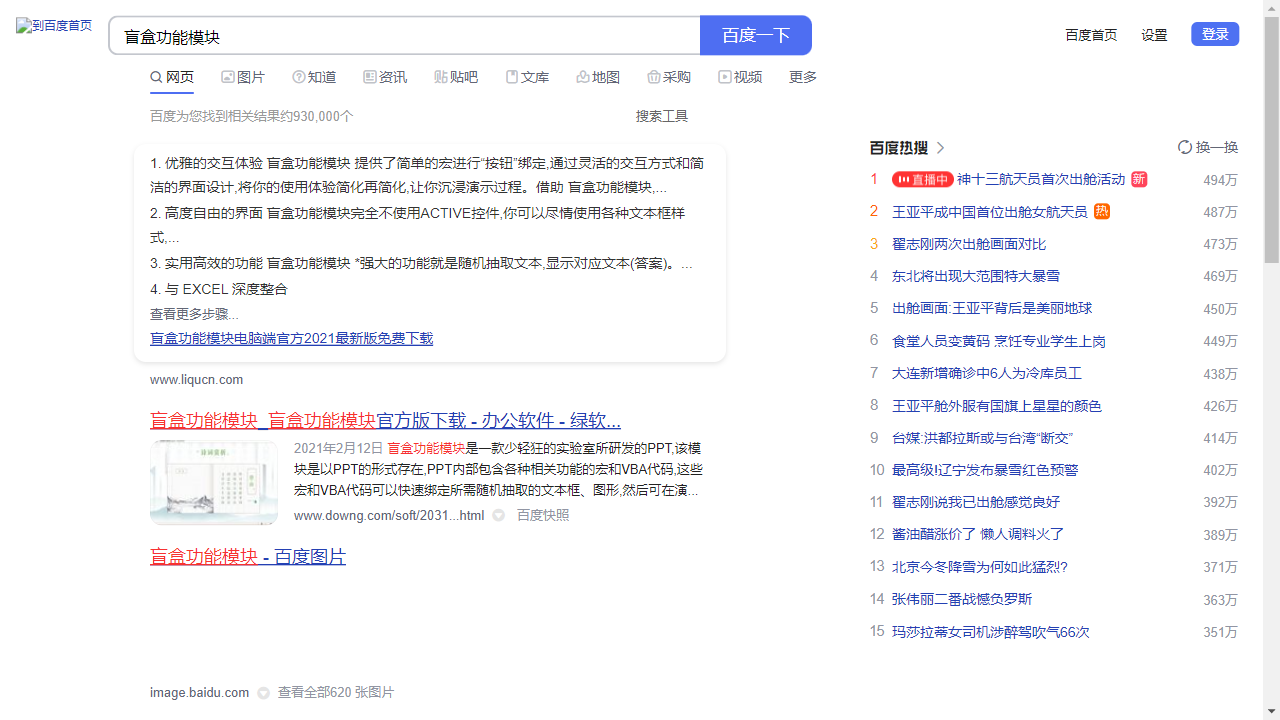 到百度首页
盲盒功能模块
百度一下
百度首页
设置
登录
网页
图片
知道
资讯
贴吧
文库
地图
采购
视频
更多
百度为您找到相关结果约930,000个
搜索工具
1. 优雅的交互体验 盲盒功能模块 提供了简单的宏进行“按钮”绑定,通过灵活的交互方式和简
洁的界面设计,将你的使用体验简化再简化,让你沉浸演示过程。借助 盲盒功能模块,...
2. 高度自由的界面 盲盒功能模块完全不使用ACTIVE控件,你可以尽情使用各种文本框样
式,...
3. 实用高效的功能 盲盒功能模块 *强大的功能就是随机抽取文本,显示对应文本(答案)。...
4. 与 EXCEL 深度整合
查看更多步骤...
盲盒功能模块电脑端官方2021最新版免费下载
www.liqucn.com
盲盒功能模块_盲盒功能模块官方版下载 - 办公软件 - 绿软...
2021年2月12日 盲盒功能模块是一款少轻狂的实验室所研发的PPT,该模
块是以PPT的形式存在,PPT内部包含各种相关功能的宏和VBA代码,这些
宏和VBA代码可以快速绑定所需随机抽取的文本框、图形,然后可在演...
www.downg.com/soft/2031...html
百度快照
盲盒功能模块 - 百度图片
image.baidu.com
查看全部620 张图片
百度热搜
换一换
1 直播中 神十三航天员首次出舱活动 新 494万
2 王亚平成中国首位出舱女航天员 热 487万
3 翟志刚两次出舱画面对比 473万
4 东北将出现大范围特大暴雪 469万
5 出舱画面:王亚平背后是美丽地球 450万
6 食堂人员变黄码 烹饪专业学生上岗 449万
7 大连新增确诊中6人为冷库员工 438万
8 王亚平舱外服有国旗上星星的颜色 426万
9 台媒:洪都拉斯或与台湾“断交” 414万
10 最高级!辽宁发布暴雪红色预警 402万
11 翟志刚说我已出舱感觉良好 392万
12 酱油醋涨价了 懒人调料火了 389万
13 北京今冬降雪为何如此猛烈? 371万
14 张伟丽二番战憾负罗斯 363万
15 玛莎拉蒂女司机涉醉驾吹气66次 351万